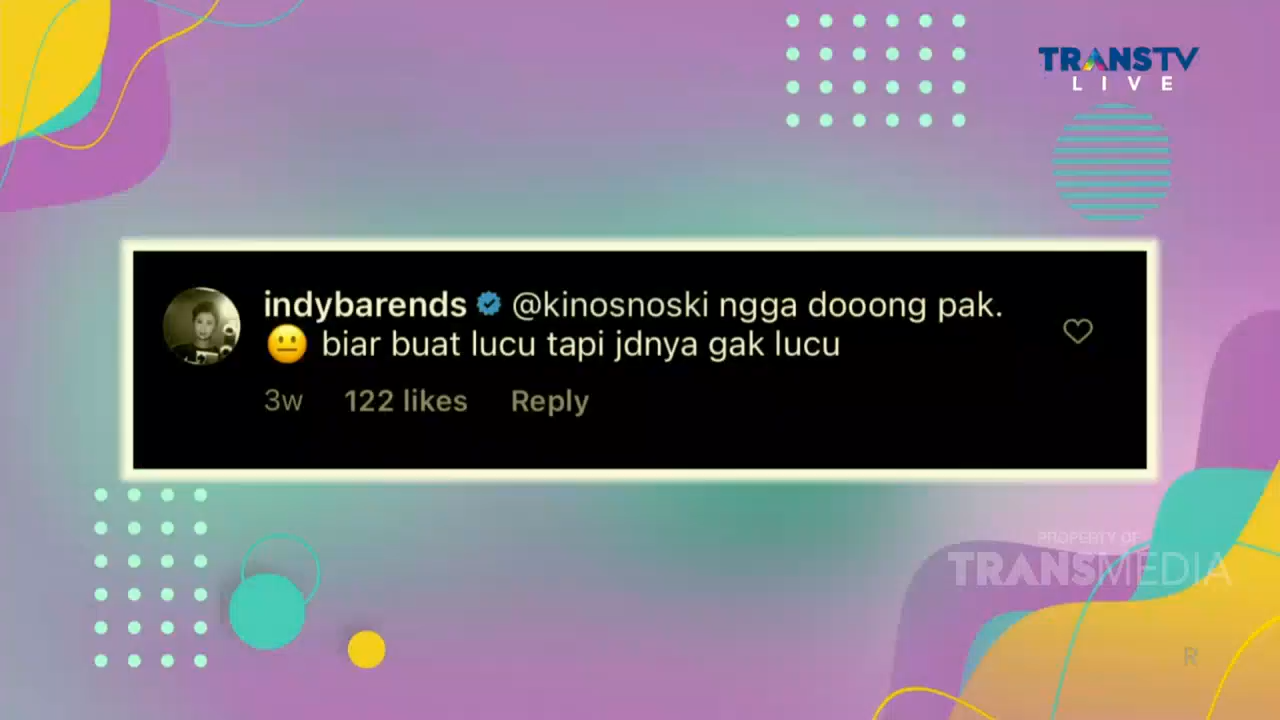 TRANSTV
LIVE
indybarends @kinosnoski ngga dooong pak.
😐 biar buat lucu tapi jdnya gak lucu
3w 122 likes Reply
PROPERTY OF
TRANSMEDIA
R